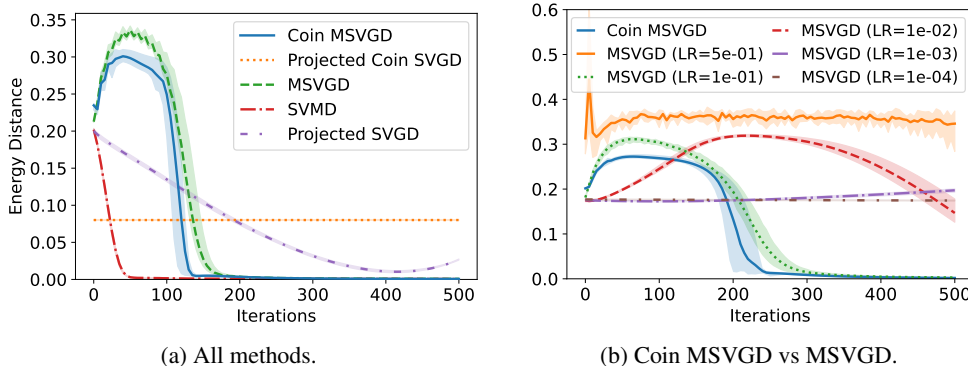 0.35
0.30
0.25
0.20
0.15
0.10
0.05
0.00
Energy Distance
0
100
200
300
400
500
Iterations
Coin MSVGD
Projected Coin SVGD
MSVGD
SVMD
Projected SVGD
(a) All methods.
0.6
0.5
0.4
0.3
0.2
0.1
0.0
0
100
200
300
400
500
Iterations
Coin MSVGD
MSVGD (LR=5e-01)
MSVGD (LR=1e-01)
MSVGD (LR=1e-02)
MSVGD (LR=1e-03)
MSVGD (LR=1e-04)
(b) Coin MSVGD vs MSVGD.